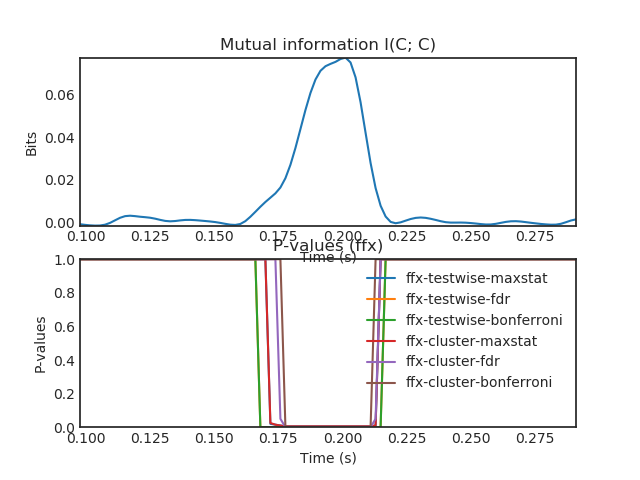 Mutual information I(C; C)
Bits
0.06
0.04
0.02
0.00
0.100 0.125 0.150 0.175 0.200 0.225 0.250 0.275
Time (s)
P-values (ffx)
P-values
1.0
0.8
0.6
0.4
0.2
0.0
ffx-testwise-maxstat
ffx-testwise-fdr
ffx-testwise-bonferroni
ffx-cluster-maxstat
ffx-cluster-fdr
ffx-cluster-bonferroni
0.100 0.125 0.150 0.175 0.200 0.225 0.250 0.275
Time (s)